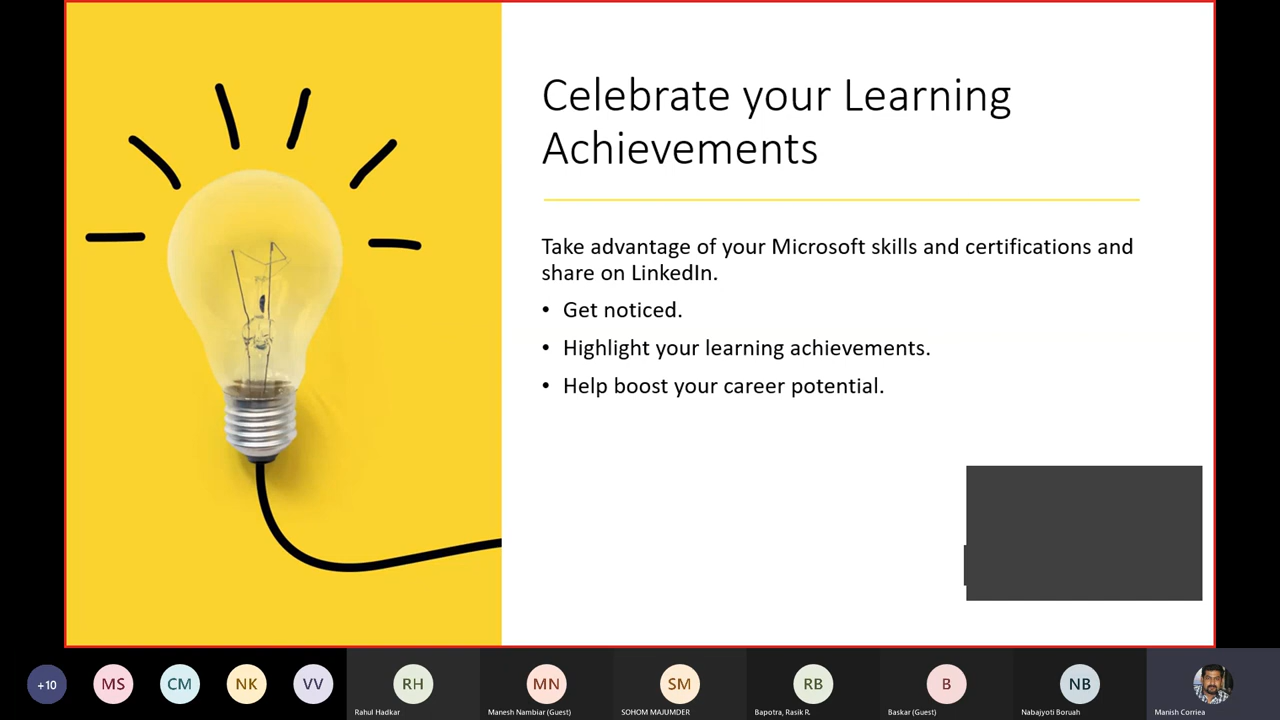 Celebrate your Learning
Achievements
Take advantage of your Microsoft skills and certifications and
share on LinkedIn.
• Get noticed.
• Highlight your learning achievements.
• Help boost your career potential.
+10
MS
CM
NK
VV
RH
Rahul Hadkar
MN
Manesh Nambiar (Guest)
SM
SOHOM MAJUMDER
RB
Bapotra, Rasik R.
B
Baskar (Guest)
NB
Nabajyoti Boruah
Manish Correia